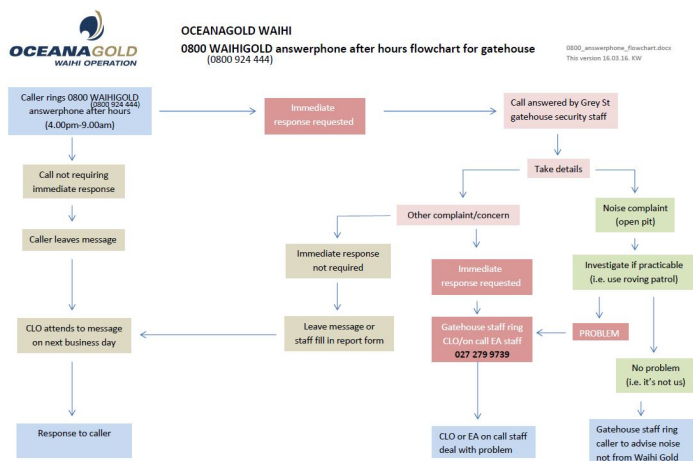 OCEANAGOLD
WAIHI OPERATION
OCEANAGOLD WAIHI
0800 WAIHIGOLD answerphone after hours flowchart for gatehouse
(0800 924 444)
0800_answerphone_flowchart.docx
This version 16.03.16. KW
Caller rings 0800 WAIHIGOLD
(0800 924 444)
answerphone after hours
(4.00pm-9.00am)
Immediate
response requested
Call answered by Grey St
gatehouse security staff
Call not requiring
immediate response
Take details
Other complaint/concern
Noise complaint
(open pit)
Caller leaves message
Immediate response
not required
Immediate
response requested
Investigate if practicable
(i.e. use roving patrol)
CLO attends to message
on next business day
Leave message or
staff fill in report form
Gatehouse staff ring
CLO/on call EA staff
027 279 9739
PROBLEM
No problem
(i.e. it's not us)
Response to caller
CLO or EA on call staff
deal with problem
Gatehouse staff ring
caller to advise noise
not from Waihi Gold